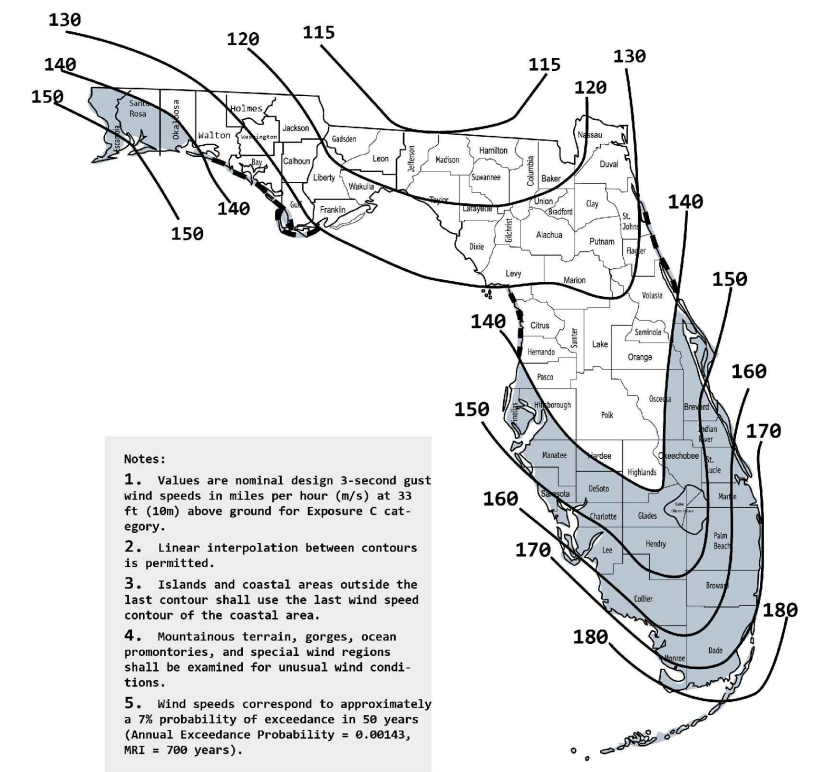 130
115
120
130
140
115
120
150
Santa
Rosa
Okaloosa
Escambia
Holmes
Walton
Washington
Jackson
Bay
Calhoun
Gulf
Gadsden
Liberty
Leon
Wakulla
Franklin
Jefferson
Madison
Taylor
Hamilton
Suwannee
Lafayette
Columbia
Baker
Nassau
Duval
Union
Bradford
Clay
St.
Johns
Dixie
Gilchrist
Alachua
Putnam
Flagler
Levy
Marion
Volusia
140
150
140
140
150
160
170
Citrus
Sumter
Lake
Seminole
Hernando
Orange
Pasco
Pinellas
Hillsborough
Polk
Osceola
Brevard
Indian
River
Manatee
Hardee
Highlands
Okeechobee
St.
Lucie
Sarasota
DeSoto
Martin
Charlotte
Glades
Lake
Okeechobee
Lee
Hendry
Palm
Beach
Collier
Broward
Monroe
Dade
150
160
170
180
180
Notes:
1. Values are nominal design 3-second gust
wind speeds in miles per hour (m/s) at 33
ft (10m) above ground for Exposure C cat-
egory.
2. Linear interpolation between contours
is permitted.
3. Islands and coastal areas outside the
last contour shall use the last wind speed
contour of the coastal area.
4. Mountainous terrain, gorges, ocean
promontories, and special wind regions
shall be examined for unusual wind condi-
tions.
5. Wind speeds correspond to approximately
a 7% probability of exceedance in 50 years
(Annual Exceedance Probability = 0.00143,
MRI = 700 years).